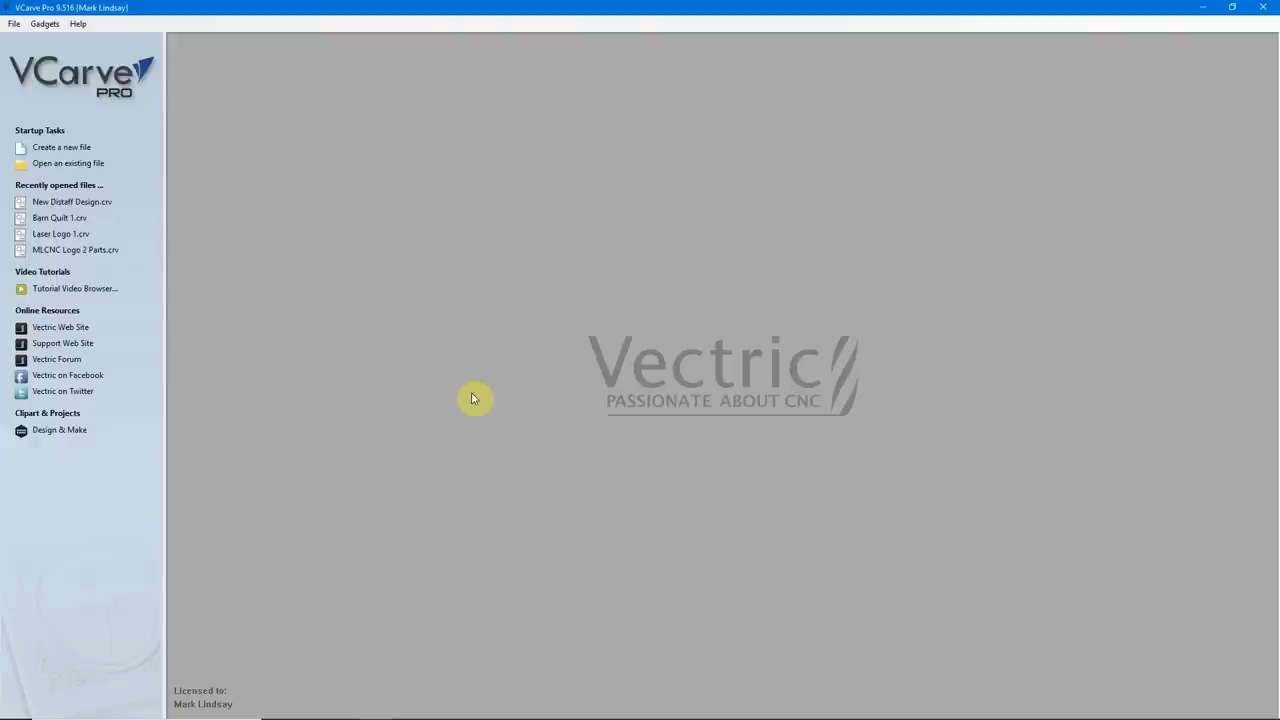 VCarve Pro 9.516 {Mark Lindsay}
File Gadgets Help
VCarve
PRO
Startup Tasks
Create a new file
Open an existing file
Recently opened files ...
New Distaff Design.crv
Barn Quilt 1.crv
Laser Logo 1.crv
MLCNC Logo 2 Parts.crv
Video Tutorials
Tutorial Video Browser...
Online Resources
Vectric Web Site
Support Web Site
Vectric Forum
Vectric on Facebook
Vectric on Twitter
Clipart & Projects
Design & Make
Vectric
PASSIONATE ABOUT CNC
Licensed to:
Mark Lindsay